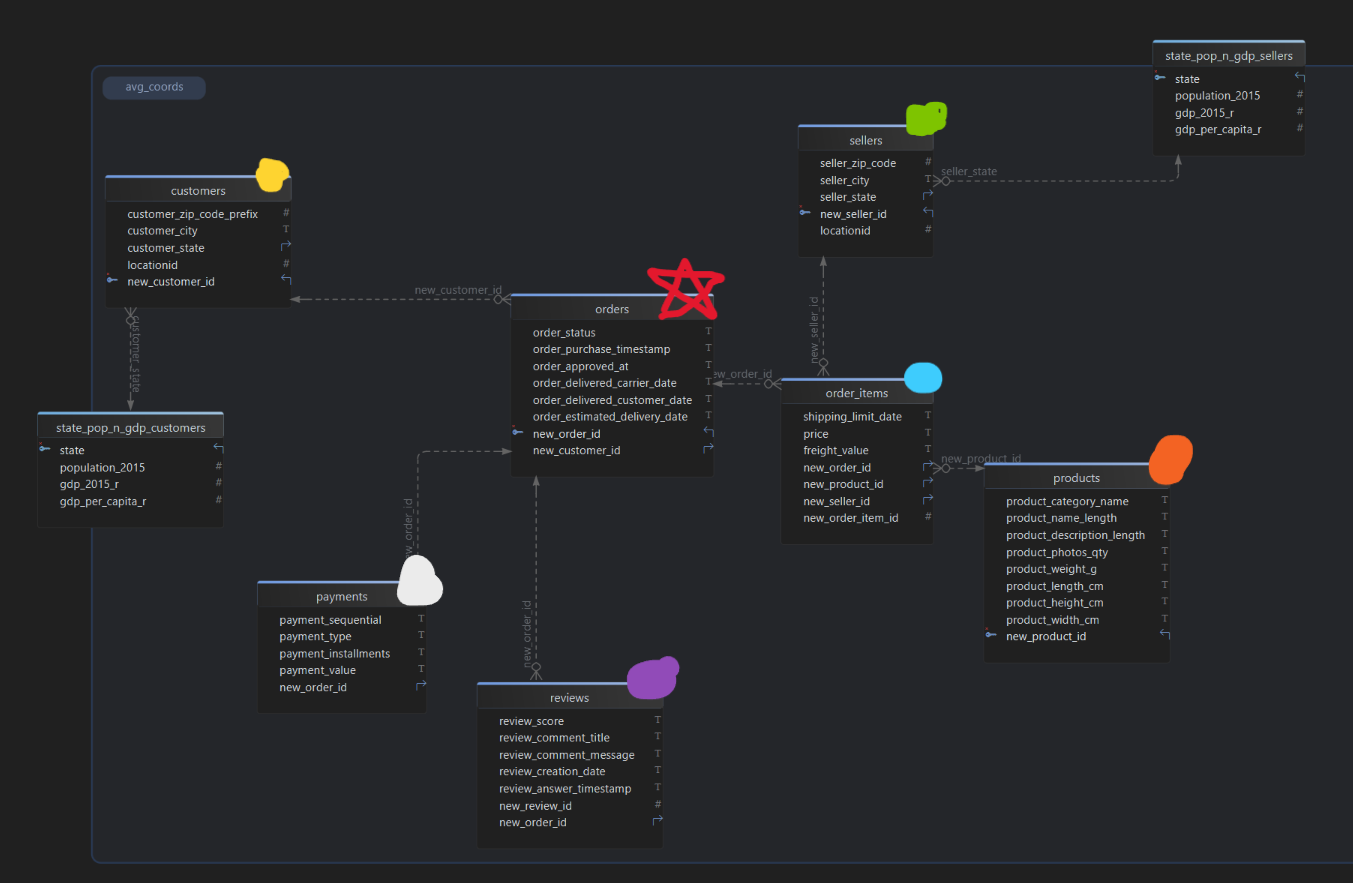 state_pop_n_gdp_sellers
state
population_2015
#
gdp_2015_r
#
gdp_per_capita_r
#
avg_coords
sellers
seller_zip_code
#
seller_city
T
seller_state
new_seller_id
locationid
#
seller_state
customers
customer_zip_code_prefix
#
customer_city
T
customer_state
locationid
#
new_customer_id
new_customer_id
customer_state
orders
order_status
T
order_purchase_timestamp
T
order_approved_at
T
order_delivered_carrier_date
T
order_delivered_customer_date
T
order_estimated_delivery_date
T
new_order_id
new_customer_id
new_seller_id
ew_order_id
order_items
shipping_limit_date
T
price
T
freight_value
T
new_order_id
new_product_id
new_seller_id
new_order_item_id
#
new_product_id
state_pop_n_gdp_customers
state
population_2015
#
gdp_2015_r
#
gdp_per_capita_r
#
products
product_category_name
T
product_name_length
T
product_description_length
T
product_photos_qty
T
product_weight_g
T
product_length_cm
T
product_height_cm
T
product_width_cm
T
new_product_id
ew_order_id
payments
payment_sequential
T
payment_type
T
payment_installments
T
payment_value
T
new_order_id
new_order_id
reviews
review_score
T
review_comment_title
T
review_comment_message
T
review_creation_date
T
review_answer_timestamp
T
new_review_id
#
new_order_id